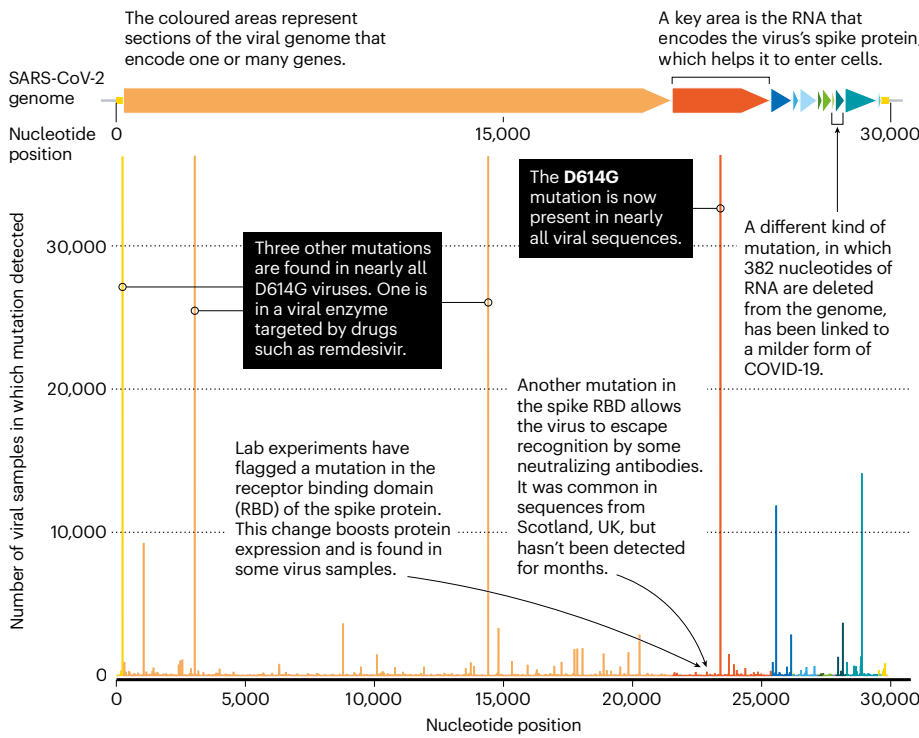 The coloured areas represent
sections of the viral genome that
encode one or many genes.
A key area is the RNA that
encodes the virus's spike protein,
which helps it to enter cells.
SARS-CoV-2
genome
0
15,000
30,000
Nucleotide
position
The D614G
mutation is now
present in nearly
all viral sequences.
Three other mutations
are found in nearly all
D614G viruses. One is
in a viral enzyme
targeted by drugs
such as remdesivir.
A different kind of
mutation, in which
382 nucleotides of
RNA are deleted
from the genome,
has been linked to
a milder form of
COVID-19.
Another mutation in
the spike RBD allows
the virus to escape
recognition by some
neutralizing antibodies.
It was common in
sequences from
Scotland, UK, but
hasn't been detected
for months.
Lab experiments have
flagged a mutation in the
receptor binding domain
(RBD) of the spike protein.
This change boosts protein
expression and is found in
some virus samples.
Number of viral samples in which mutation detected
30,000
20,000
10,000
0
0
5,000
10,000
15,000
20,000
25,000
30,000
Nucleotide position